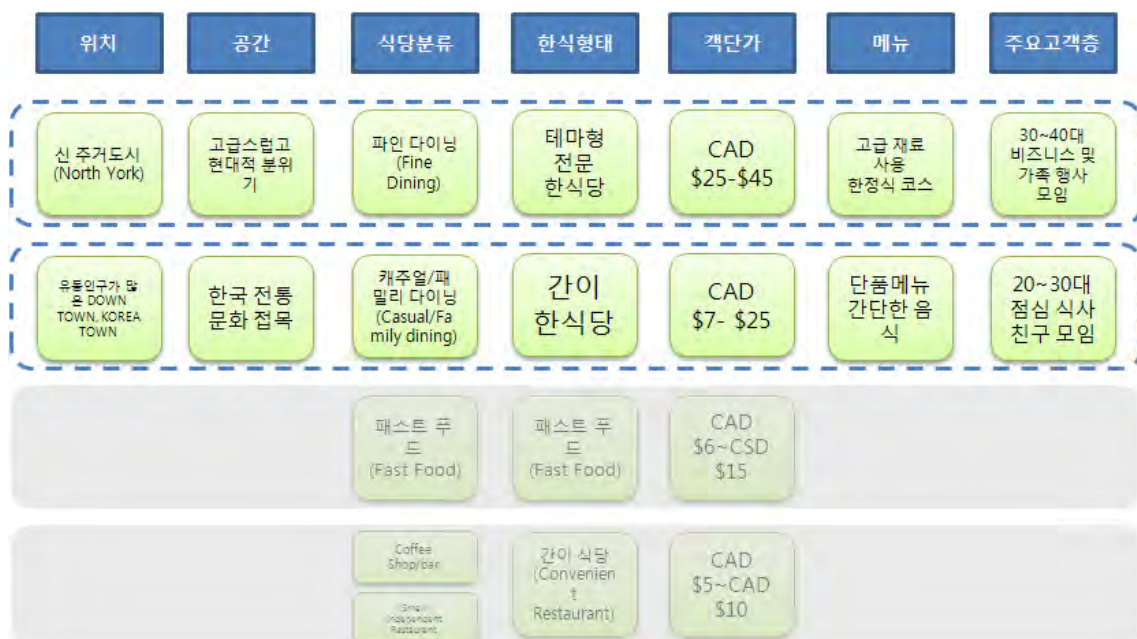 위치
공간
식당분류
한식형태
객단가
메뉴
주요고객층
신 주거도시
(North York)
고급스럽고
현대적 분위
기
파인 다이닝
(Fine
Dining)
테마형
전문
한식당
CAD
$25-$45
고급 재료
사용
한정식 코스
30~40대
비즈니스 및
가족 행사
모임
유동인구가 많
은 DOWN
TOWN, KOREA
TOWN
한국 전통
문화 접목
캐주얼/패
밀리 다이닝
(Casual/Fa
mily dining)
간이
한식당
CAD
$7- $25
단품메뉴
간단한 음
식
20~30대
점심 식사
친구 모임
패스트 푸
드
(Fast Food)
패스트 푸
드
(Fast Food)
CAD
$6~CSD
$15
Coffee
Shop/bar
Small
Independent
Restaurant
간이 식당
(Convenien
t
Restaurant)
CAD
$5~CAD
$10